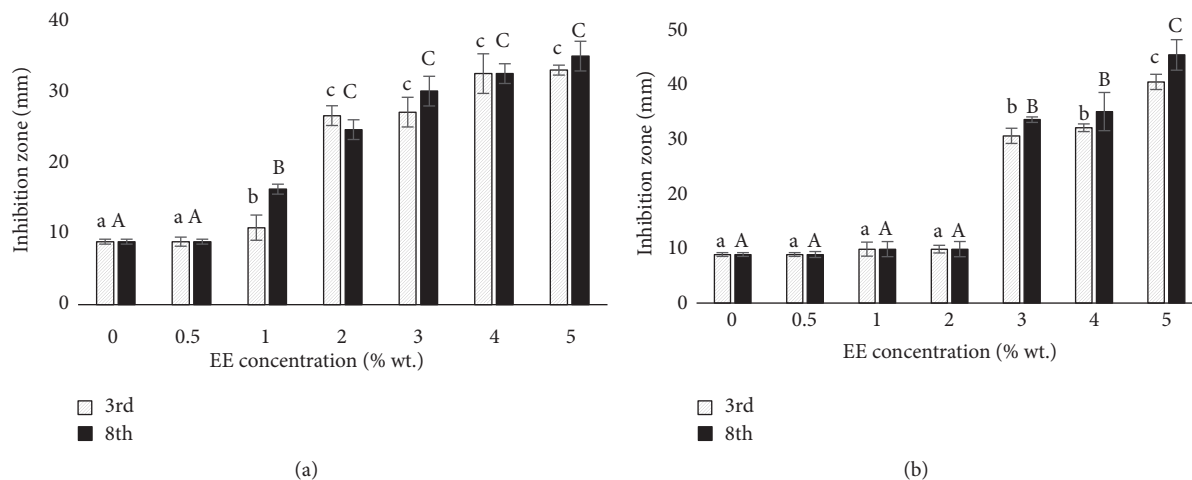 40
30
20
10
0
Inhibition zone (mm)
a A
a A
b
B
c
C
c
C
c
C
c
C
0 0.5 1 2 3 4 5
EE concentration (% wt.)
3rd
8th
(a)
50
40
30
20
10
0
Inhibition zone (mm)
a A
a A
a A
a A
b B
b
B
c
C
0 0.5 1 2 3 4 5
EE concentration (% wt.)
3rd
8th
(b)